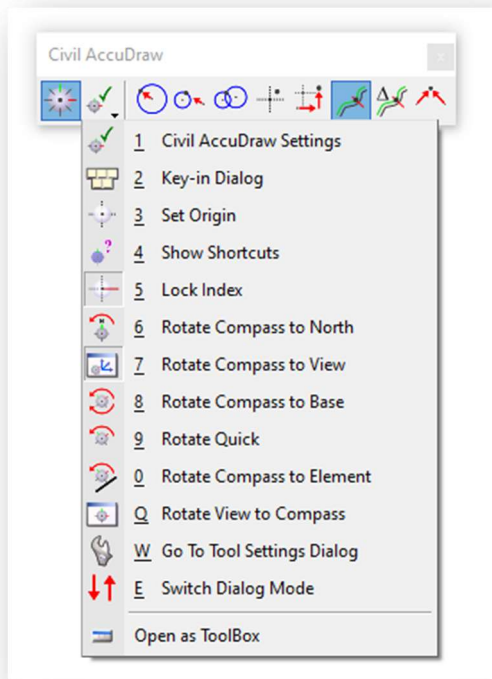 Civil AccuDraw
1 Civil AccuDraw Settings
2 Key-in Dialog
3 Set Origin
4 Show Shortcuts
5 Lock Index
6 Rotate Compass to North
7 Rotate Compass to View
8 Rotate Compass to Base
9 Rotate Quick
0 Rotate Compass to Element
Q Rotate View to Compass
W Go To Tool Settings Dialog
E Switch Dialog Mode
Open as ToolBox